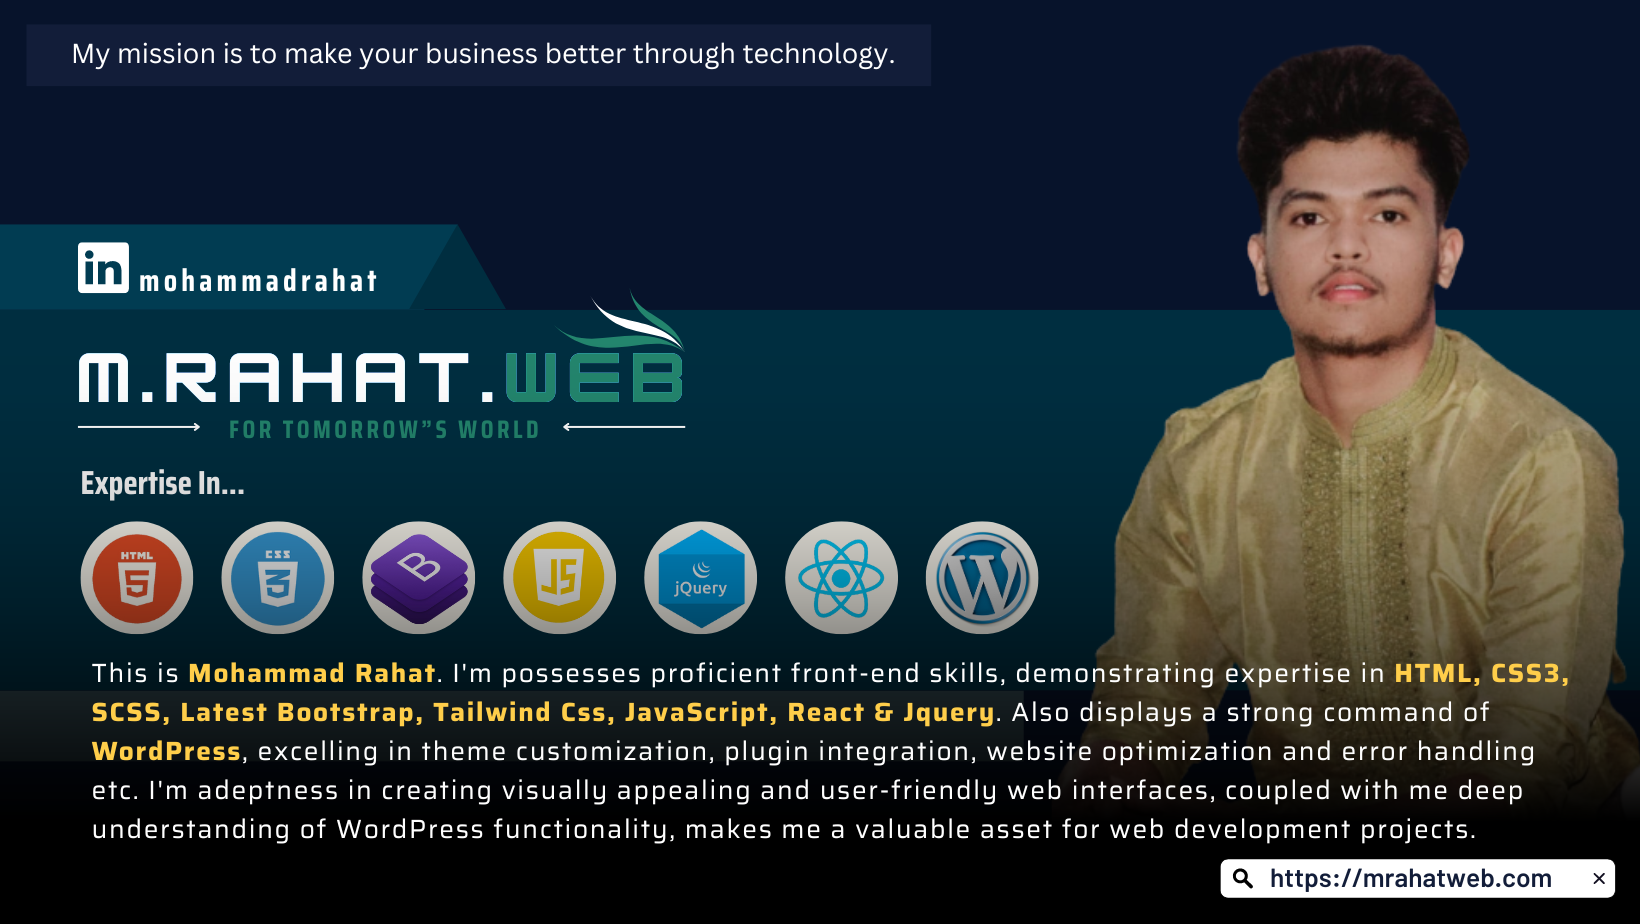 My mission is to make your business better through technology.
in mohammadrahat
M.RAHAT.WEB
FOR TOMORROW”S WORLD
Expertise In...
HTML 5
CSS 3
B
JS
jQuery
W
This is Mohammad Rahat. I'm possesses proficient front-end skills, demonstrating expertise in HTML, CSS3,
SCSS, Latest Bootstrap, Tailwind Css, JavaScript, React & Jquery. Also displays a strong command of
WordPress, excelling in theme customization, plugin integration, website optimization and error handling
etc. I'm adeptness in creating visually appealing and user-friendly web interfaces, coupled with me deep
understanding of WordPress functionality, makes me a valuable asset for web development projects.
https://mrahatweb.com